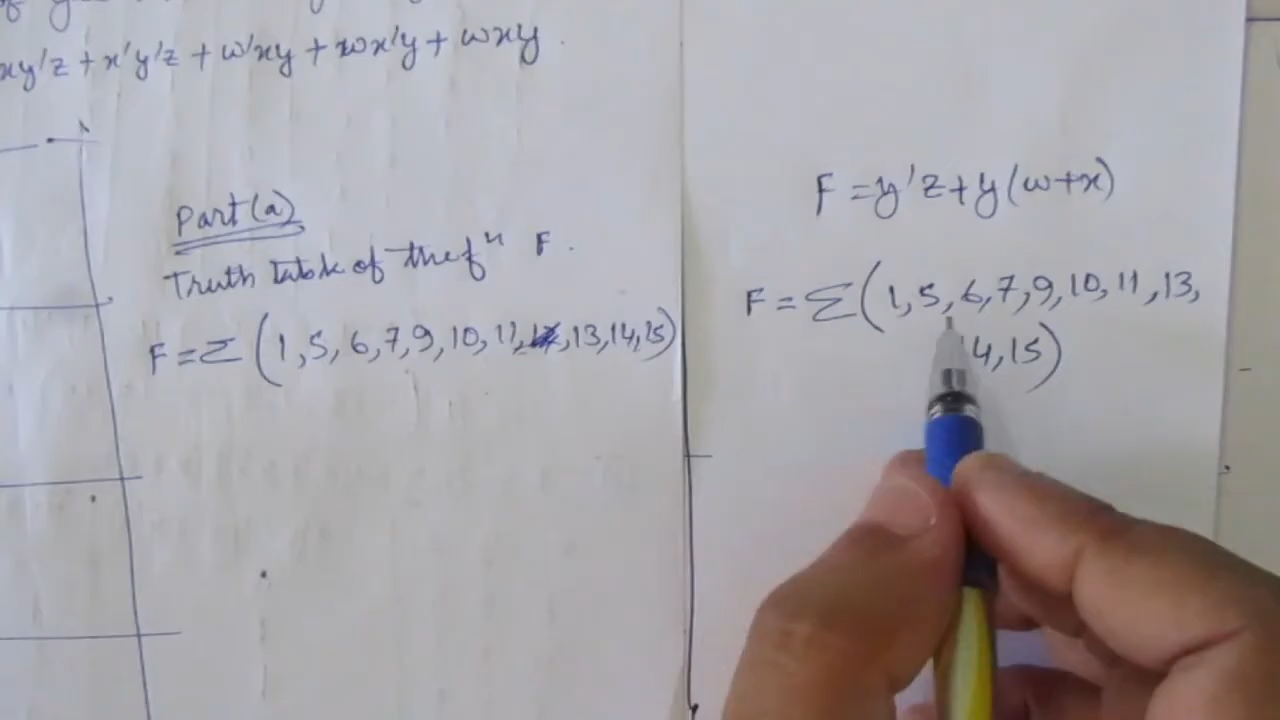 xy'z + x'y'z + w'xy + wx'y + wxy.
Part(a)
Truth table of the fⁿ F.
F = Σ (1,5,6,7,9,10,11,13,14,15)
F = y'z + y(w+x)
F = Σ (1,5,6,7,9,10,11,13,
14,15)